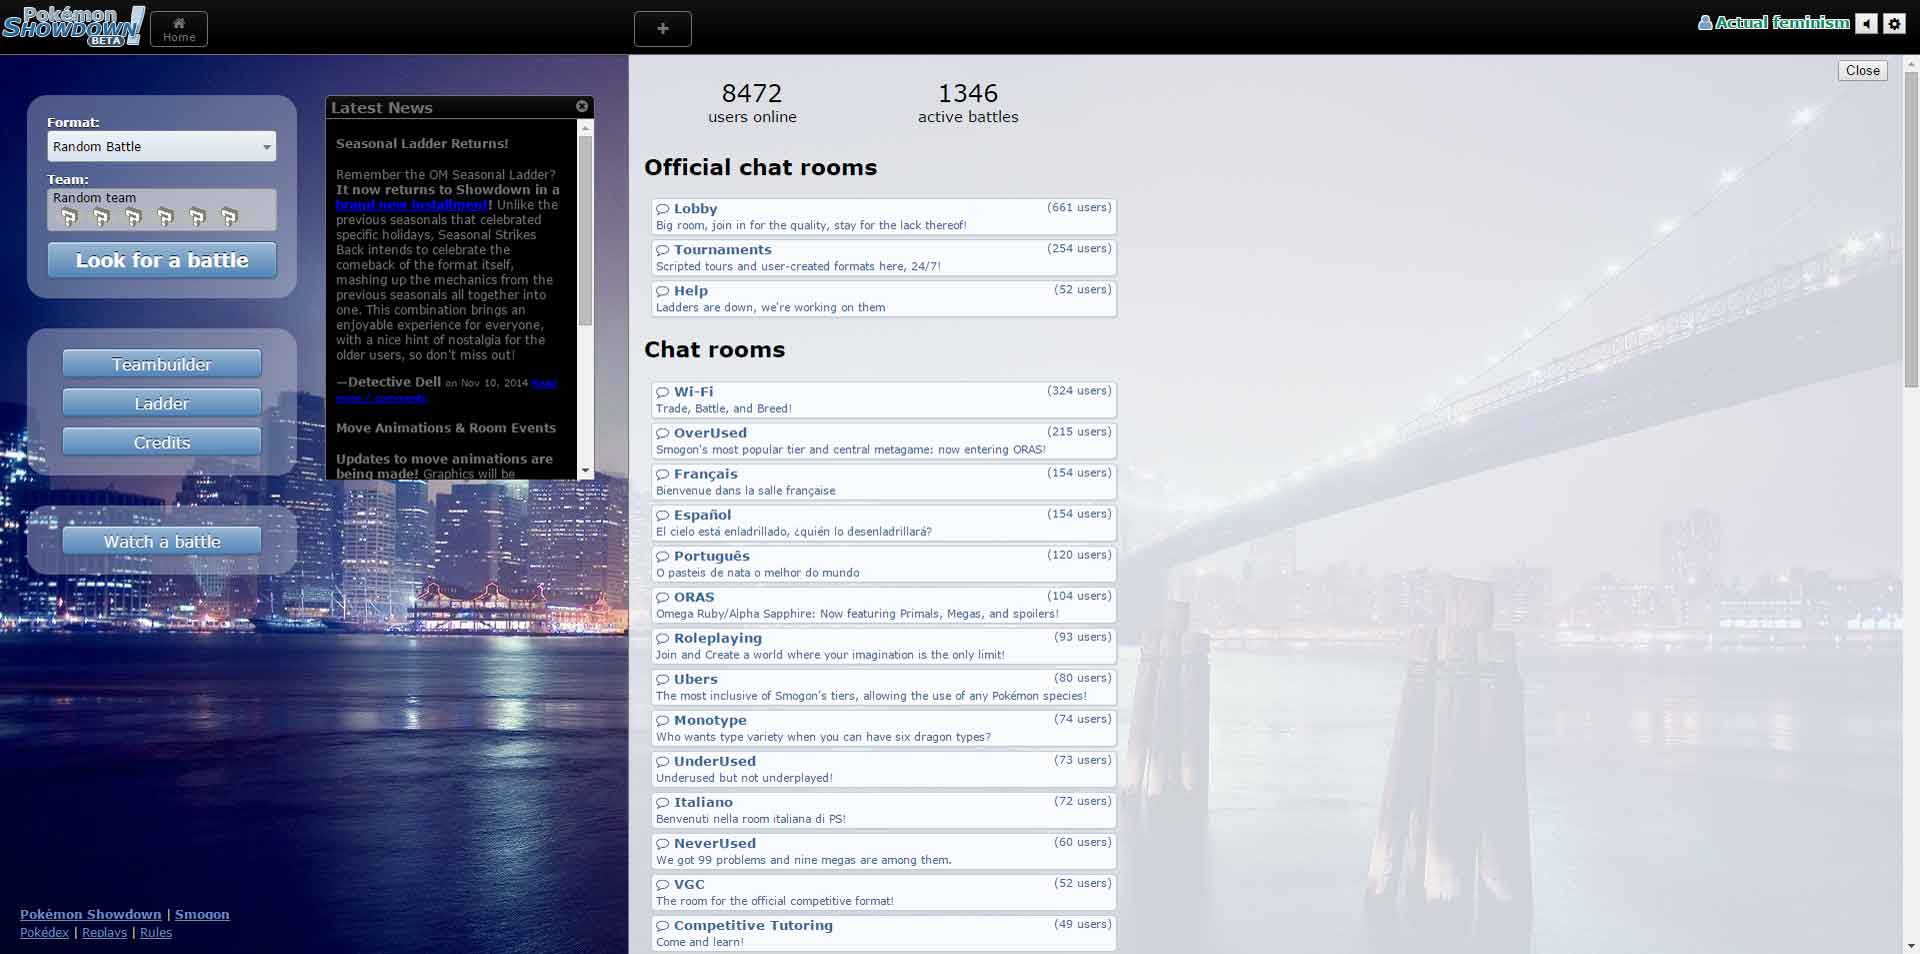 Pokémon
SHOWDOWN!
BETA
Home
Actual feminism
Format:
Random Battle
Team:
Random team
Look for a battle
Teambuilder
Ladder
Credits
Watch a battle
Pokémon Showdown | Smogon
Pokédex | Replays | Rules
Latest News
Seasonal Ladder Returns!
Remember the OM Seasonal Ladder?
It now returns to Showdown in a
brand new installment! Unlike the
previous seasonals that celebrated
specific holidays, Seasonal Strikes
Back intends to celebrate the
comeback of the format itself,
mashing up the mechanics from the
previous seasonals all together into
one. This combination brings an
enjoyable experience for everyone,
with a nice hint of nostalgia for the
older users, so don't miss out!
—Detective Dell on Nov 10, 2014 Read
more / comments
Move Animations & Room Events
Updates to move animations are
being made! Graphics will be
Close
8472
users online
1346
active battles
Official chat rooms
Lobby (661 users)
Big room, join in for the quality, stay for the lack thereof!
Tournaments (254 users)
Scripted tours and user-created formats here, 24/7!
Help (52 users)
Ladders are down, we're working on them
Chat rooms
Wi-Fi (324 users)
Trade, Battle, and Breed!
OverUsed (215 users)
Smogon's most popular tier and central metagame: now entering ORAS!
Français (154 users)
Bienvenue dans la salle française
Español (154 users)
El cielo está enladrillado, ¿quién lo desenladrillará?
Português (120 users)
O pasteis de nata o melhor do mundo
ORAS (104 users)
Omega Ruby/Alpha Sapphire: Now featuring Primals, Megas, and spoilers!
Roleplaying (93 users)
Join and Create a world where your imagination is the only limit!
Ubers (80 users)
The most inclusive of Smogon's tiers, allowing the use of any Pokémon species!
Monotype (74 users)
Who wants type variety when you can have six dragon types?
UnderUsed (73 users)
Underused but not underplayed!
Italiano (72 users)
Benvenuti nella room italiana di PS!
NeverUsed (60 users)
We got 99 problems and nine megas are among them.
VGC (52 users)
The room for the official competitive format!
Competitive Tutoring (49 users)
Come and learn!